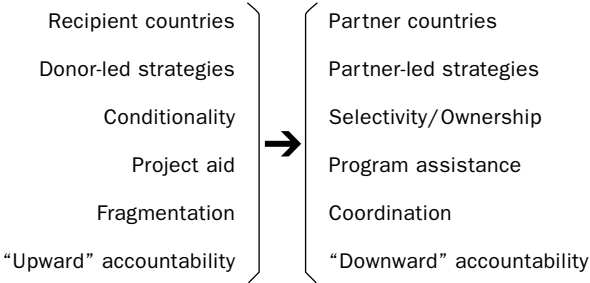 Recipient countries Partner countries
Donor-led strategies Partner-led strategies
Conditionality Selectivity/Ownership
Project aid Program assistance
Fragmentation Coordination
“Upward” accountability “Downward” accountability